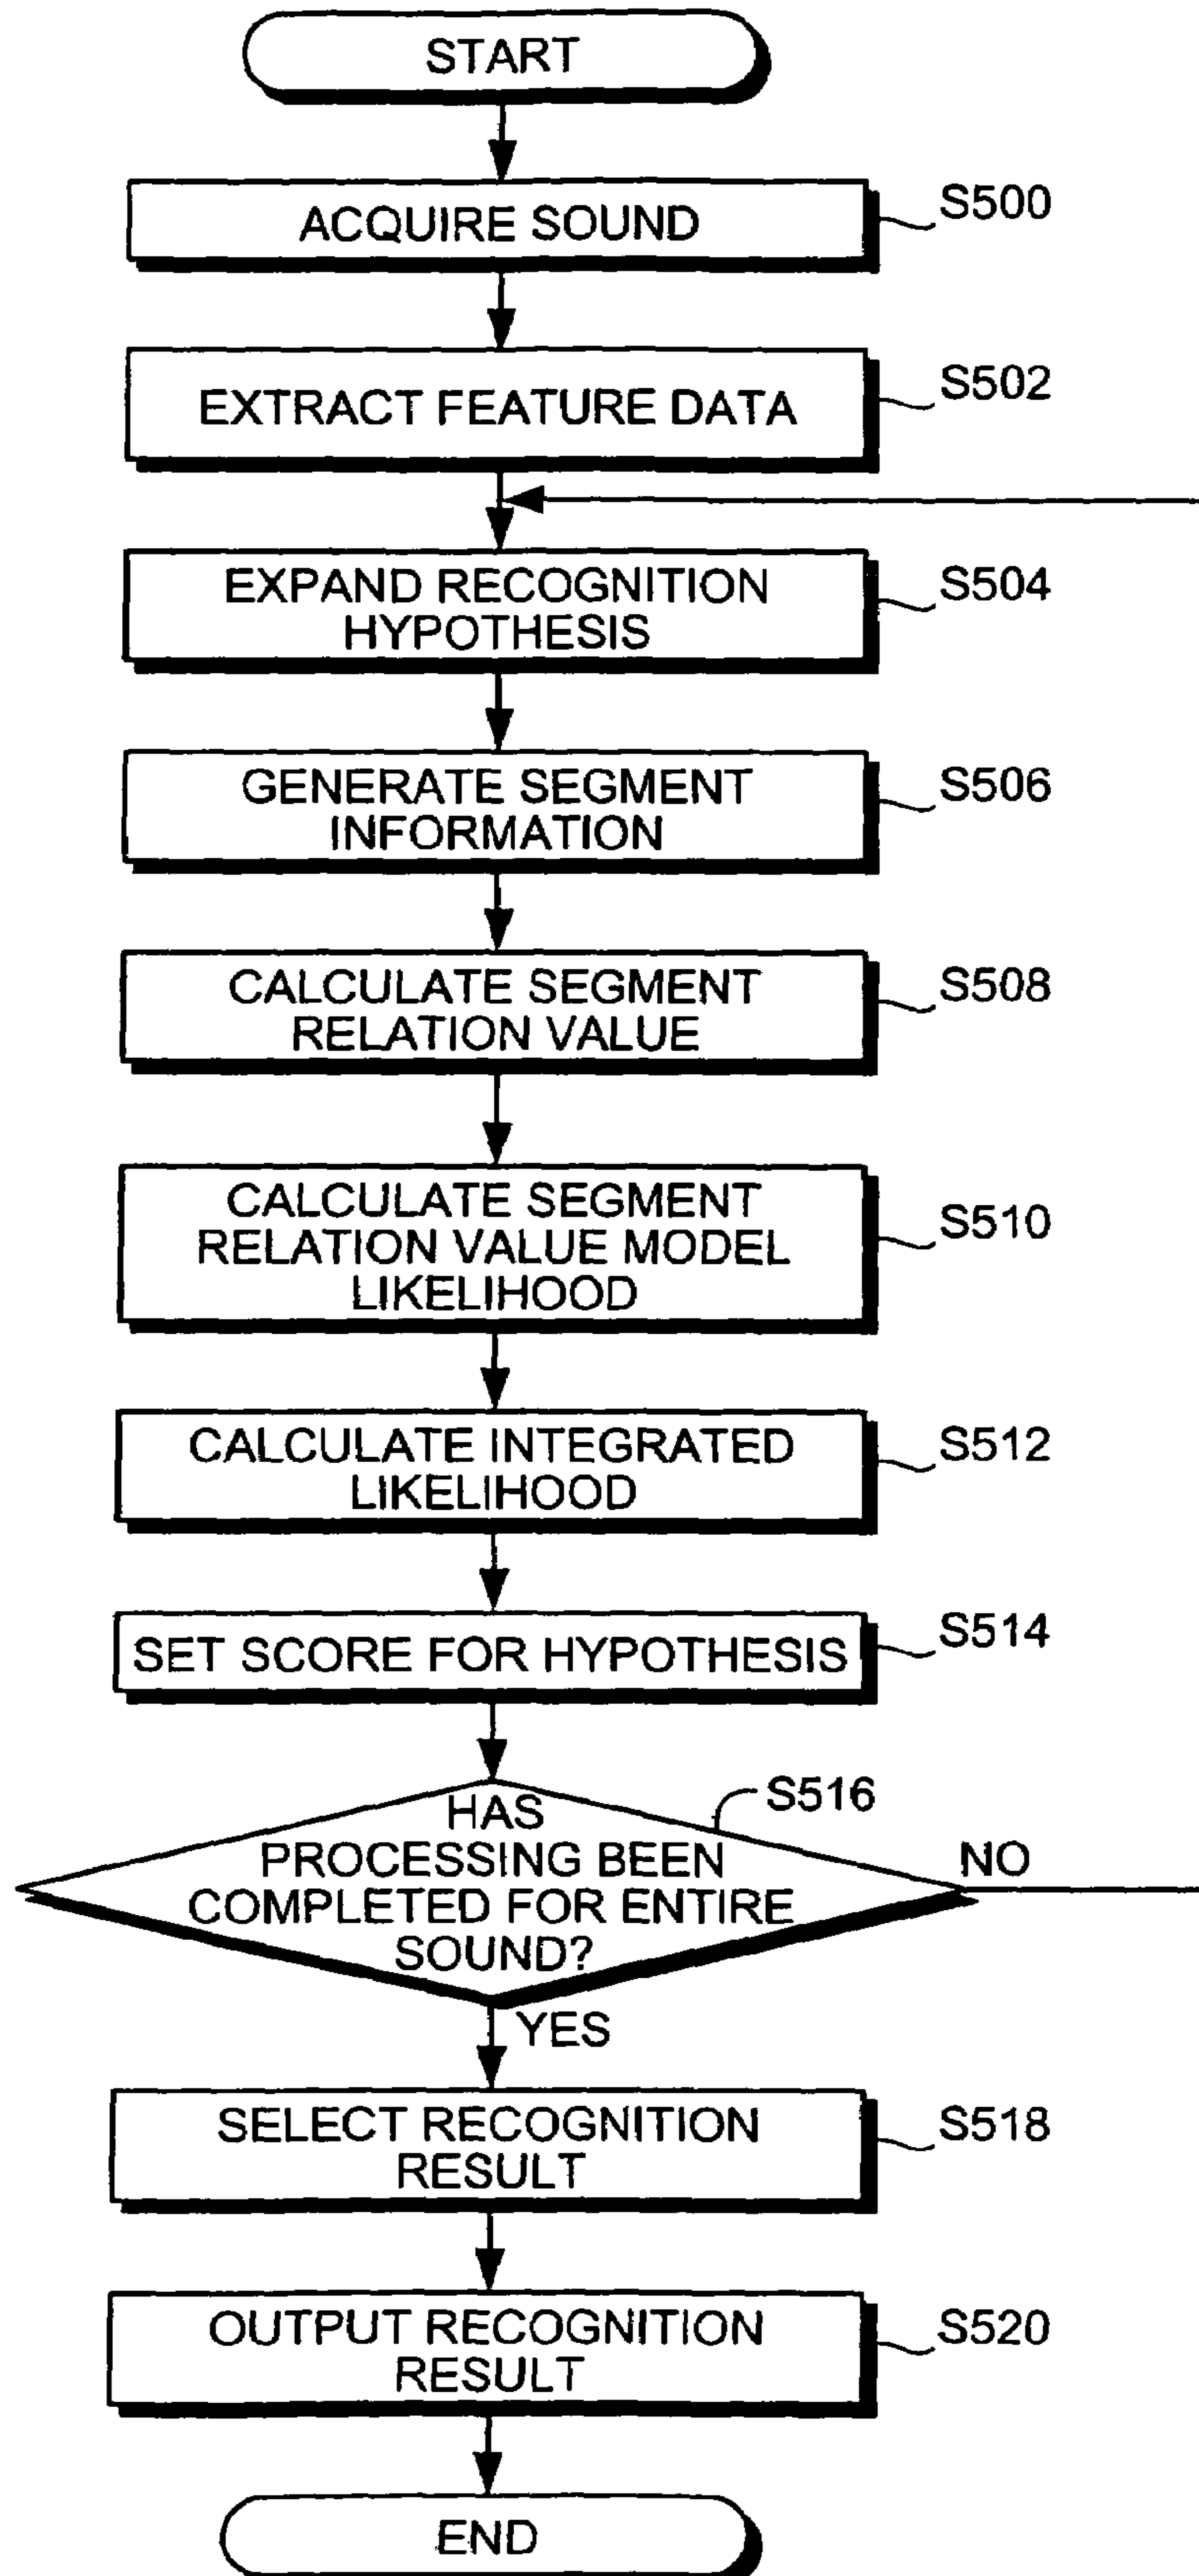 START
ACQUIRE SOUND
S500
EXTRACT FEATURE DATA
S502
EXPAND RECOGNITION
HYPOTHESIS
S504
GENERATE SEGMENT
INFORMATION
S506
CALCULATE SEGMENT
RELATION VALUE
S508
CALCULATE SEGMENT
RELATION VALUE MODEL
LIKELIHOOD
S510
CALCULATE INTEGRATED
LIKELIHOOD
S512
SET SCORE FOR HYPOTHESIS
S514
HAS
PROCESSING BEEN
COMPLETED FOR ENTIRE
SOUND?
S516
NO
YES
SELECT RECOGNITION
RESULT
S518
OUTPUT RECOGNITION
RESULT
S520
END